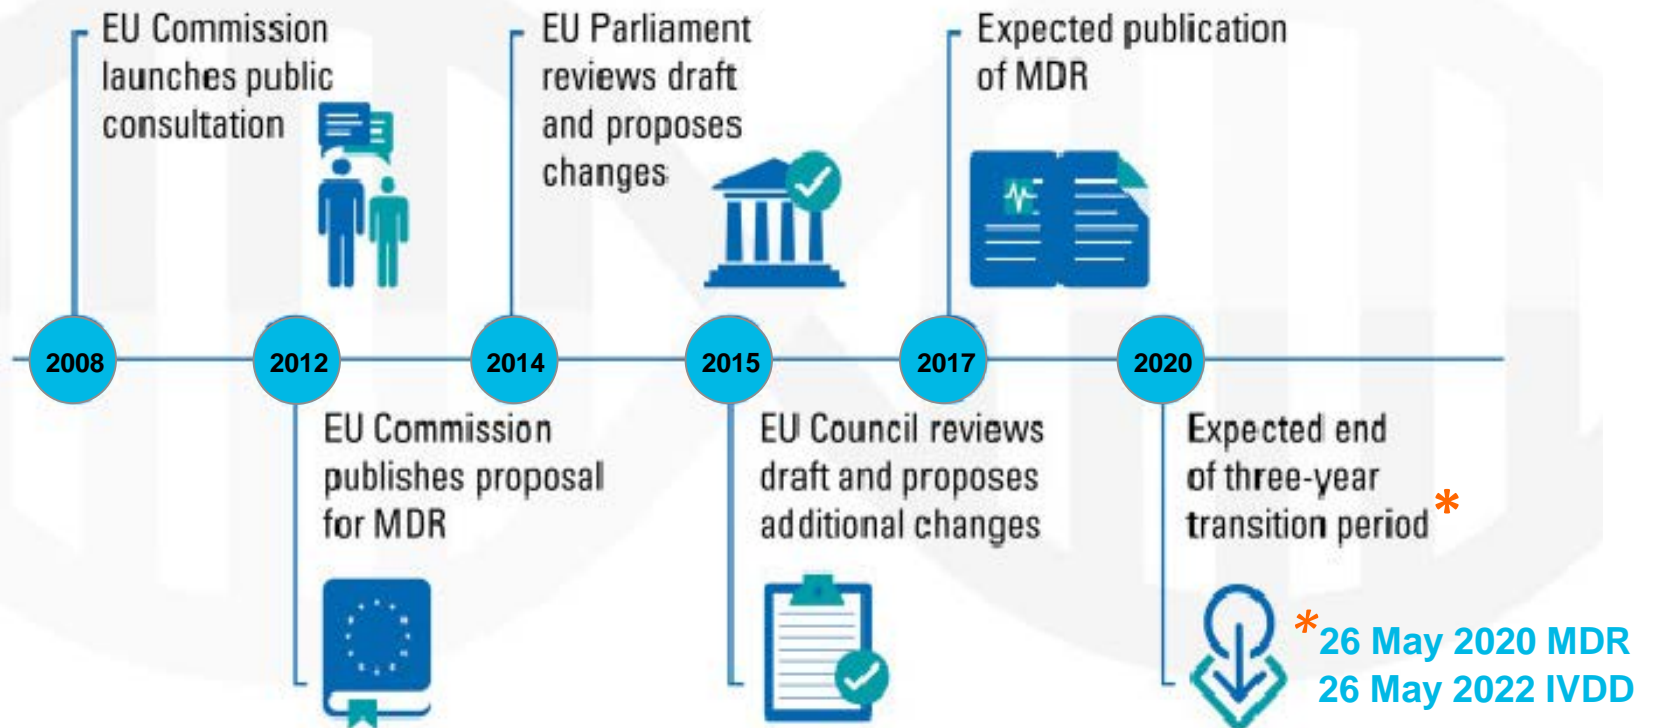 EU Commission
launches public
consultation
EU Parliament
reviews draft
and proposes
changes
Expected publication
of MDR
2008
2012
2014
2015
2017
2020
EU Commission
publishes proposal
for MDR
EU Council reviews
draft and proposes
additional changes
Expected end
of three-year
transition period*
*26 May 2020 MDR
26 May 2022 IVDD